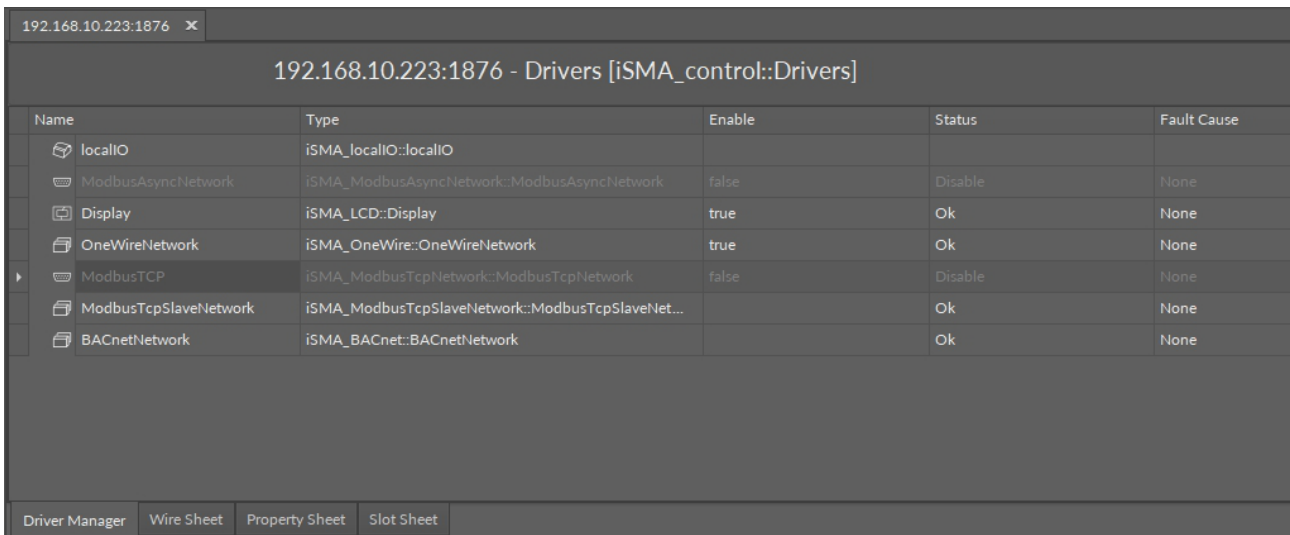 192.168.10.223:1876 ×
192.168.10.223:1876 - Drivers [iSMA_control::Drivers]
Name Type Enable Status Fault Cause
localIO iSMA_localIO::localIO
ModbusAsyncNetwork iSMA_ModbusAsyncNetwork::ModbusAsyncNetwork false Disable None
Display iSMA_LCD::Display true Ok None
OneWireNetwork iSMA_OneWire::OneWireNetwork true Ok None
ModbusTCP iSMA_ModbusTcpNetwork::ModbusTcpNetwork false Disable None
ModbusTcpSlaveNetwork iSMA_ModbusTcpSlaveNetwork::ModbusTcpSlaveNet... Ok None
BACnetNetwork iSMA_BACnet::BACnetNetwork Ok None
Driver Manager Wire Sheet Property Sheet Slot Sheet